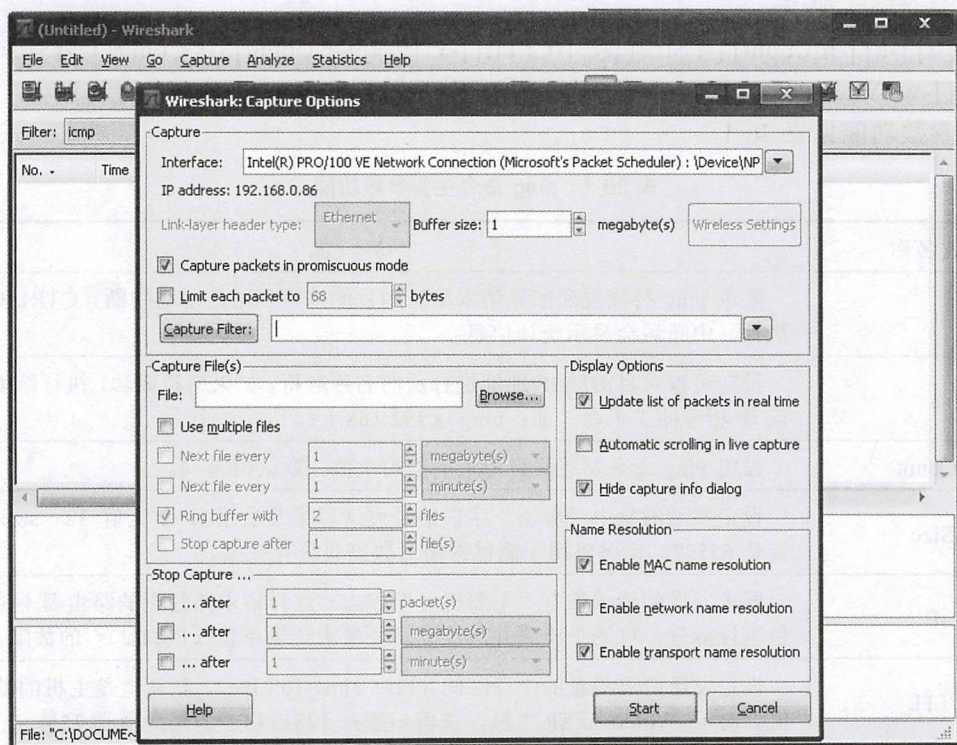 (Untitled) - Wireshark
File Edit View Go Capture Analyze Statistics Help
Filter: icmp
No. . Time
Wireshark: Capture Options
Capture
Interface: Intel(R) PRO/100 VE Network Connection (Microsoft's Packet Scheduler) : \Device\NP
IP address: 192.168.0.86
Link-layer header type: Ethernet Buffer size: 1 megabyte(s) Wireless Settings
Capture packets in promiscuous mode
Limit each packet to 68 bytes
Capture Filter:
Capture File(s)
File: Browse...
Use multiple files
Next file every 1 megabyte(s)
Next file every 1 minute(s)
Ring buffer with 2 files
Stop capture after 1 file(s)
Stop Capture ...
... after 1 packet(s)
... after 1 megabyte(s)
... after 1 minute(s)
Display Options
Update list of packets in real time
Automatic scrolling in live capture
Hide capture info dialog
Name Resolution
Enable MAC name resolution
Enable network name resolution
Enable transport name resolution
Help Start Cancel
File: "C:\DOCUME~